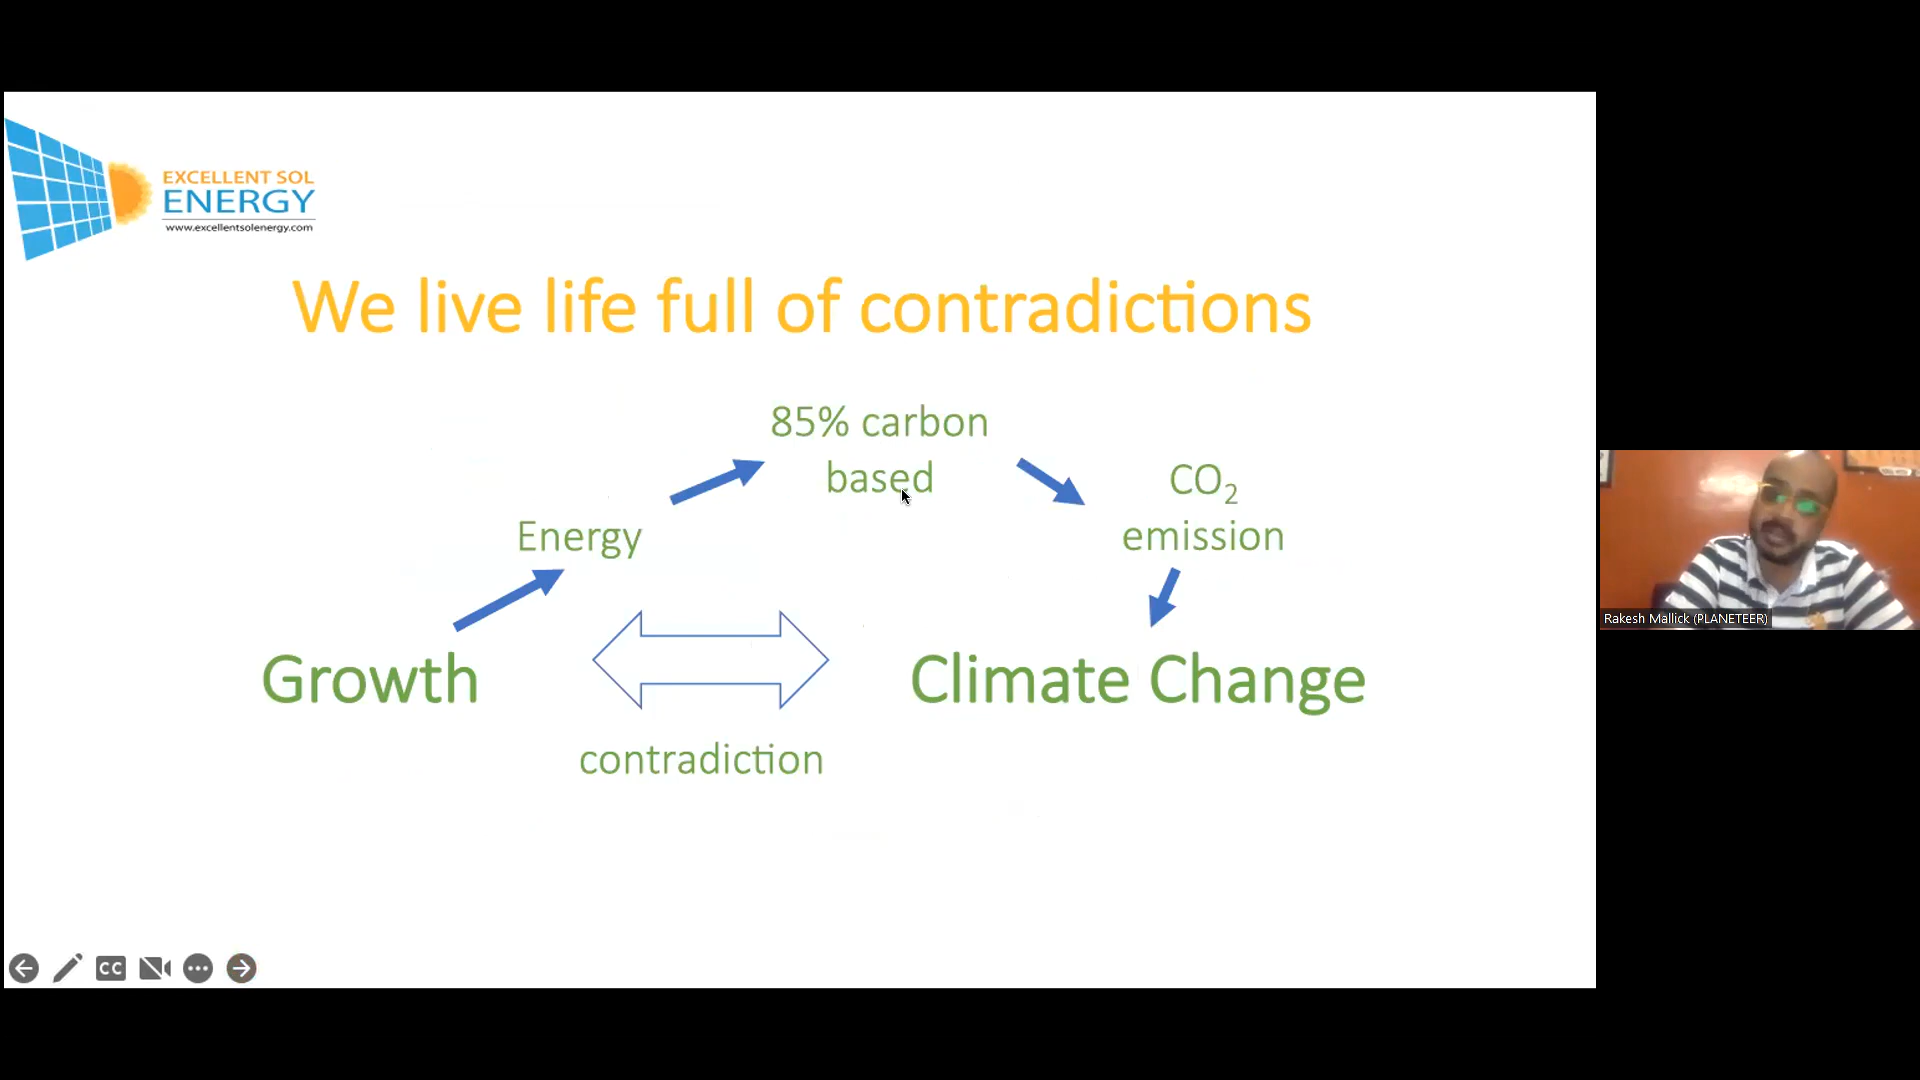 EXCELLENT SOL
ENERGY
www.excellentsolenergy.com
We live life full of contradictions
85% carbon
based
CO₂
emission
Energy
Growth
Climate Change
contradiction
CC
Rakesh Mallick (PLANETEER)